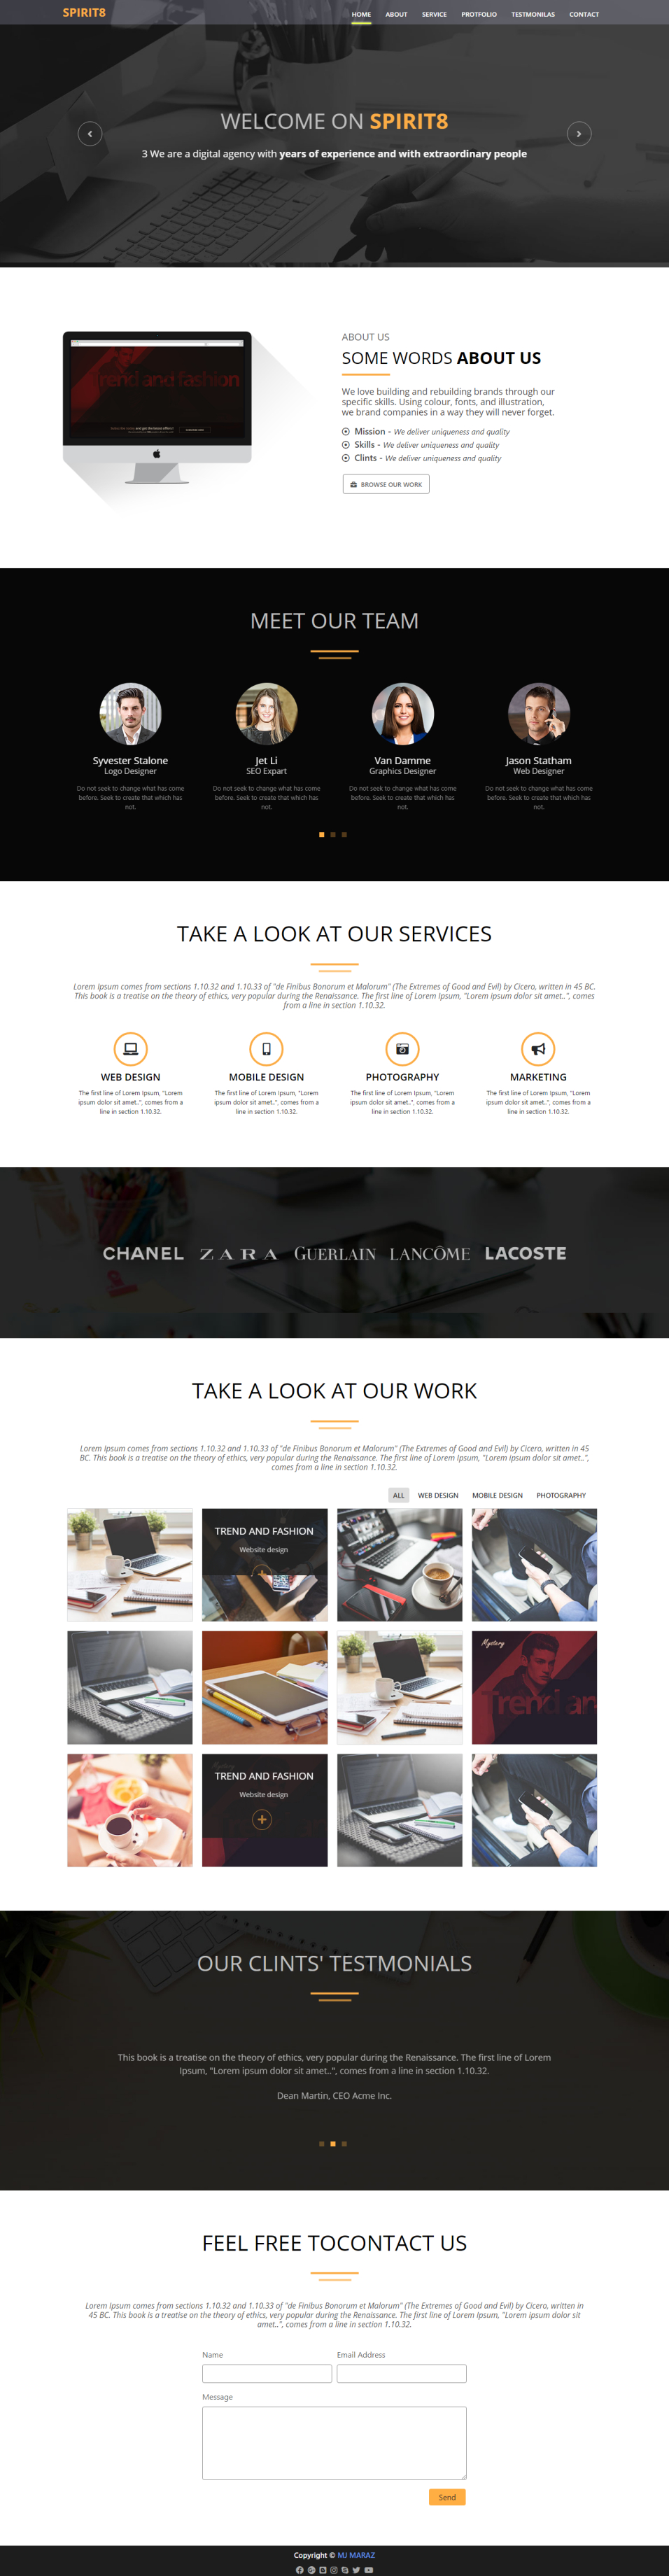 SPIRIT8
HOME ABOUT SERVICE PROTFOLIO TESTMONILAS CONTACT
WELCOME ON SPIRIT8
3 We are a digital agency with years of experience and with extraordinary people
ABOUT US
SOME WORDS ABOUT US
We love building and rebuilding brands through our
specific skills. Using colour, fonts, and illustration,
we brand companies in a way they will never forget.
Mission - We deliver uniqueness and quality
Skills - We deliver uniqueness and quality
Clints - We deliver uniqueness and quality
BROWSE OUR WORK
Trend and fashion
MEET OUR TEAM
Syvester Stalone
Logo Designer
Do not seek to change what has come
before. Seek to create that which has
not.
Jet Li
SEO Expart
Do not seek to change what has come
before. Seek to create that which has
not.
Van Damme
Graphics Designer
Do not seek to change what has come
before. Seek to create that which has
not.
Jason Statham
Web Designer
Do not seek to change what has come
before. Seek to create that which has
not.
TAKE A LOOK AT OUR SERVICES
Lorem Ipsum comes from sections 1.10.32 and 1.10.33 of "de Finibus Bonorum et Malorum" (The Extremes of Good and Evil) by Cicero, written in 45 BC.
This book is a treatise on the theory of ethics, very popular during the Renaissance. The first line of Lorem Ipsum, "Lorem ipsum dolor sit amet..", comes
from a line in section 1.10.32.
WEB DESIGN
The first line of Lorem Ipsum, "Lorem
ipsum dolor sit amet..", comes from a
line in section 1.10.32.
MOBILE DESIGN
The first line of Lorem Ipsum, "Lorem
ipsum dolor sit amet..", comes from a
line in section 1.10.32.
PHOTOGRAPHY
The first line of Lorem Ipsum, "Lorem
ipsum dolor sit amet..", comes from a
line in section 1.10.32.
MARKETING
The first line of Lorem Ipsum, "Lorem
ipsum dolor sit amet..", comes from a
line in section 1.10.32.
CHANEL ZARA GUERLAIN LANCÔME LACOSTE
TAKE A LOOK AT OUR WORK
Lorem Ipsum comes from sections 1.10.32 and 1.10.33 of "de Finibus Bonorum et Malorum" (The Extremes of Good and Evil) by Cicero, written in 45
BC. This book is a treatise on the theory of ethics, very popular during the Renaissance. The first line of Lorem Ipsum, "Lorem ipsum dolor sit amet..",
comes from a line in section 1.10.32.
ALL WEB DESIGN MOBILE DESIGN PHOTOGRAPHY
TREND AND FASHION
Website design
Mystery
Trend an
TREND AND FASHION
Website design
OUR CLINTS' TESTMONIALS
This book is a treatise on the theory of ethics, very popular during the Renaissance. The first line of Lorem
Ipsum, "Lorem ipsum dolor sit amet..", comes from a line in section 1.10.32.
Dean Martin, CEO Acme Inc.
FEEL FREE TOCONTACT US
Lorem Ipsum comes from sections 1.10.32 and 1.10.33 of "de Finibus Bonorum et Malorum" (The Extremes of Good and Evil) by Cicero, written in
45 BC. This book is a treatise on the theory of ethics, very popular during the Renaissance. The first line of Lorem Ipsum, "Lorem ipsum dolor sit
amet..", comes from a line in section 1.10.32.
Name
Email Address
Message
Send
Copyright © MJ MARAZ